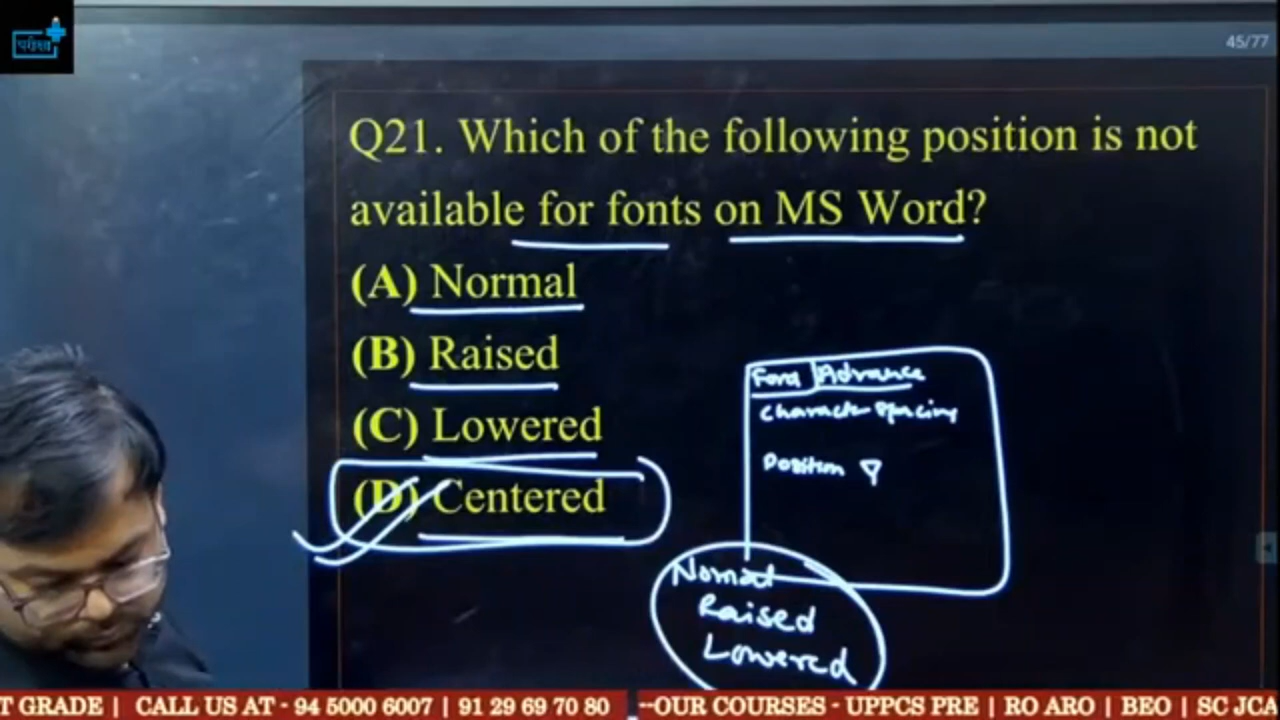 परीक्षा
45/77
Q21. Which of the following position is not
available for fonts on MS Word?
(A) Normal
(B) Raised
(C) Lowered
(D) Centered
Font Advance
Character spacing
Position
Normal
Raised
Lowered
T GRADE | CALL US AT - 94 5000 6007 | 91 29 69 70 80 --OUR COURSES - UPPCS PRE | RO ARO | BEO | SC JCA